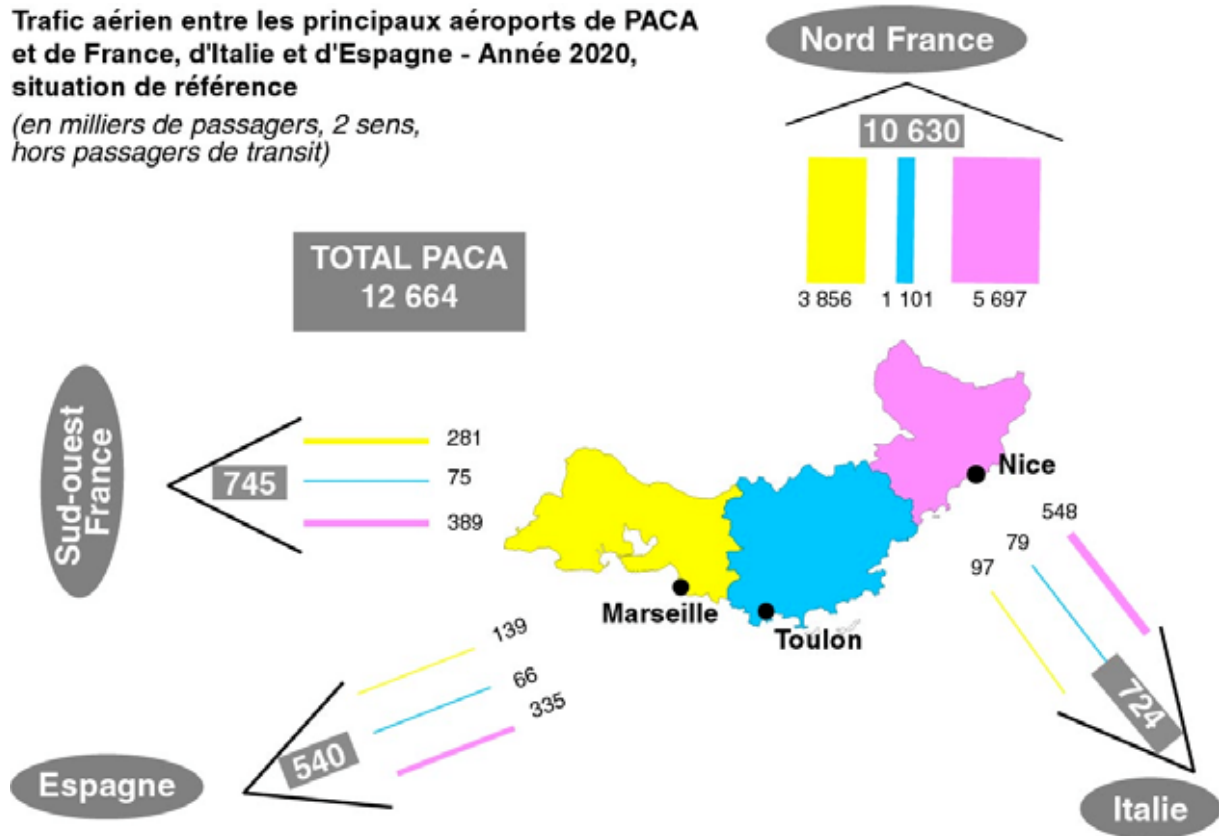 Trafic aérien entre les principaux aéroports de PACA
et de France, d'Italie et d'Espagne - Année 2020,
situation de référence
(en milliers de passagers, 2 sens,
hors passagers de transit)
Nord France
10 630
3 856
1 101
5 697
TOTAL PACA
12 664
Sud-ouest
France
745
281
75
389
Nice
Marseille
Toulon
548
79
97
724
Italie
139
66
335
540
Espagne